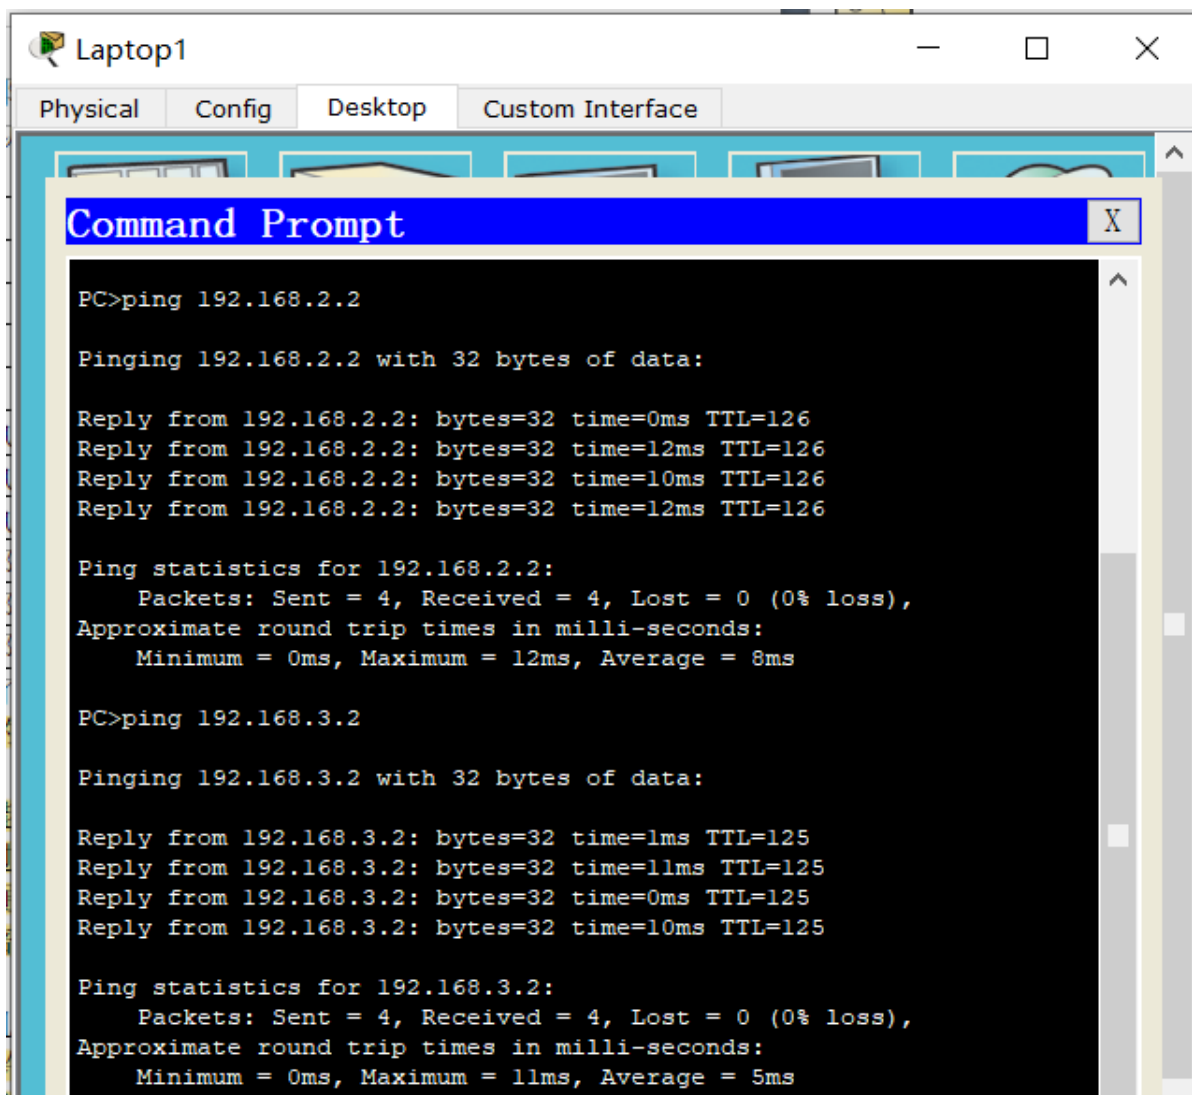 Laptop1
Physical Config Desktop Custom Interface
Command Prompt X
PC>ping 192.168.2.2
Pinging 192.168.2.2 with 32 bytes of data:
Reply from 192.168.2.2: bytes=32 time=0ms TTL=126
Reply from 192.168.2.2: bytes=32 time=12ms TTL=126
Reply from 192.168.2.2: bytes=32 time=10ms TTL=126
Reply from 192.168.2.2: bytes=32 time=12ms TTL=126
Ping statistics for 192.168.2.2:
Packets: Sent = 4, Received = 4, Lost = 0 (0% loss),
Approximate round trip times in milli-seconds:
Minimum = 0ms, Maximum = 12ms, Average = 8ms
PC>ping 192.168.3.2
Pinging 192.168.3.2 with 32 bytes of data:
Reply from 192.168.3.2: bytes=32 time=1ms TTL=125
Reply from 192.168.3.2: bytes=32 time=11ms TTL=125
Reply from 192.168.3.2: bytes=32 time=0ms TTL=125
Reply from 192.168.3.2: bytes=32 time=10ms TTL=125
Ping statistics for 192.168.3.2:
Packets: Sent = 4, Received = 4, Lost = 0 (0% loss),
Approximate round trip times in milli-seconds:
Minimum = 0ms, Maximum = 11ms, Average = 5ms